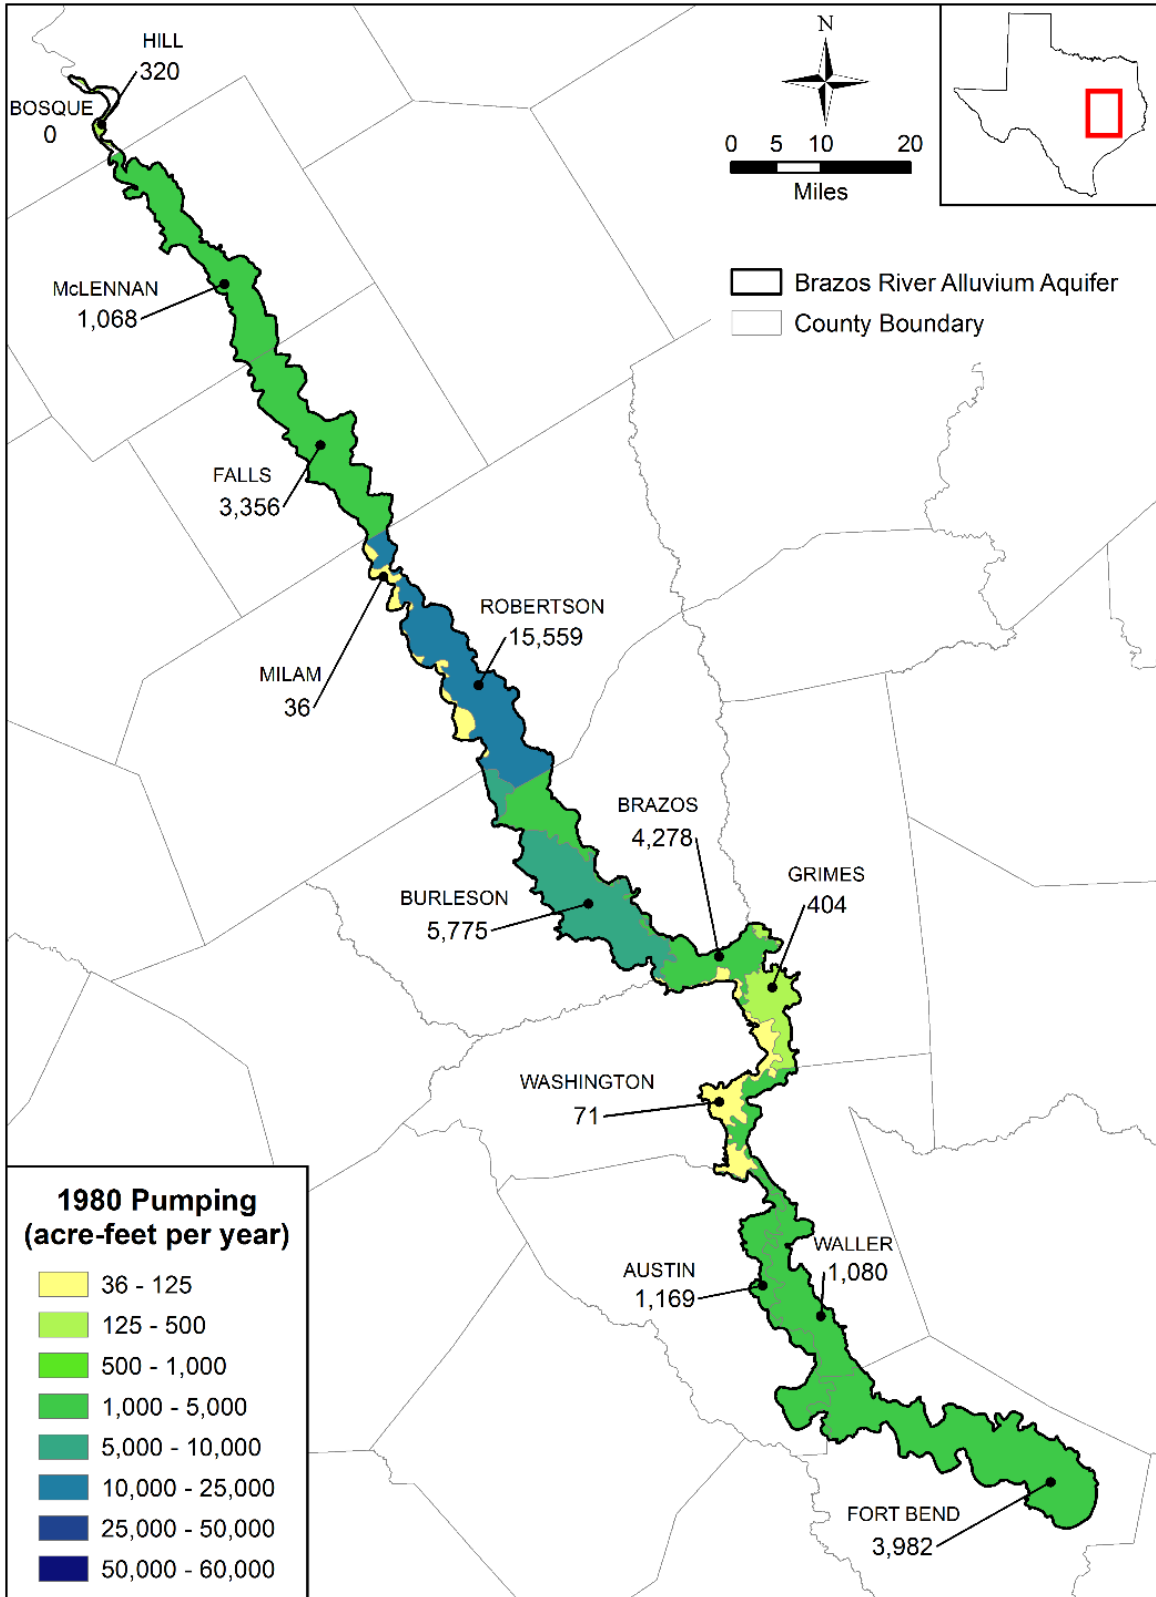 HILL
320
BOSQUE
0
N
0 5 10 20
Miles
Brazos River Alluvium Aquifer
County Boundary
McLENNAN
1,068
FALLS
3,356
ROBERTSON
15,559
MILAM
36
BRAZOS
4,278
GRIMES
404
BURLESON
5,775
WASHINGTON
71
WALLER
1,080
AUSTIN
1,169
FORT BEND
3,982
1980 Pumping
(acre-feet per year)
36 - 125
125 - 500
500 - 1,000
1,000 - 5,000
5,000 - 10,000
10,000 - 25,000
25,000 - 50,000
50,000 - 60,000